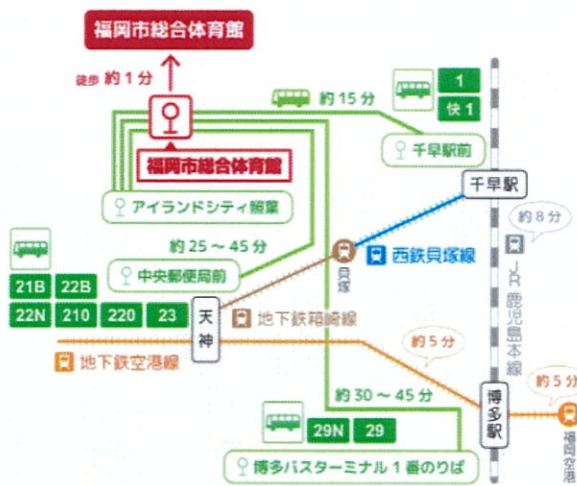 福岡市総合体育館
徒歩 約1分
約15分
1
快1
千早駅前
福岡市総合体育館
千早駅
アイランドシティ照葉
約8分
約25～45分
西鉄貝塚線
貝塚
JR鹿児島本線
21B 22B
中央郵便局前
22N 210 220 23
天神
地下鉄箱崎線
地下鉄空港線
約5分
約5分
博多駅
福岡空港
約30～45分
29N 29
博多バスターミナル1番のりば